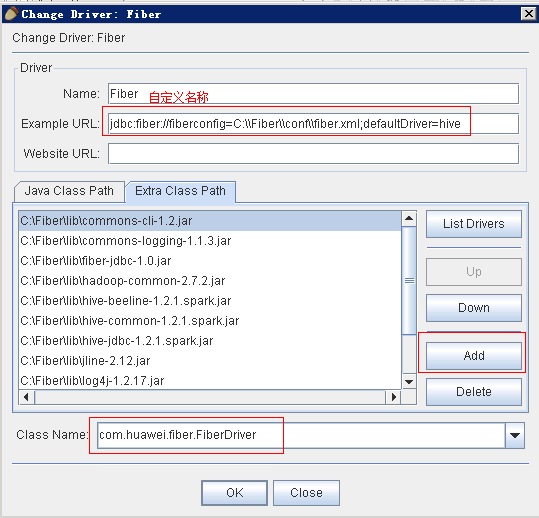 Change Driver: Fiber
Change Driver: Fiber
Driver
Name: Fiber 自定义名称
Example URL: jdbc:fiber://fiberconfig=C:\\Fiber\\conf\\fiber.xml;defaultDriver=hive
Website URL:
Java Class Path Extra Class Path
C:\Fiber\lib\commons-cli-1.2.jar
C:\Fiber\lib\commons-logging-1.1.3.jar
C:\Fiber\lib\fiber-jdbc-1.0.jar
C:\Fiber\lib\hadoop-common-2.7.2.jar
C:\Fiber\lib\hive-beeline-1.2.1.spark.jar
C:\Fiber\lib\hive-common-1.2.1.spark.jar
C:\Fiber\lib\hive-jdbc-1.2.1.spark.jar
C:\Fiber\lib\jline-2.12.jar
C:\Fiber\lib\log4j-1.2.17.jar
List Drivers
Up
Down
Add
Delete
Class Name: com.huawei.fiber.FiberDriver
OK Close